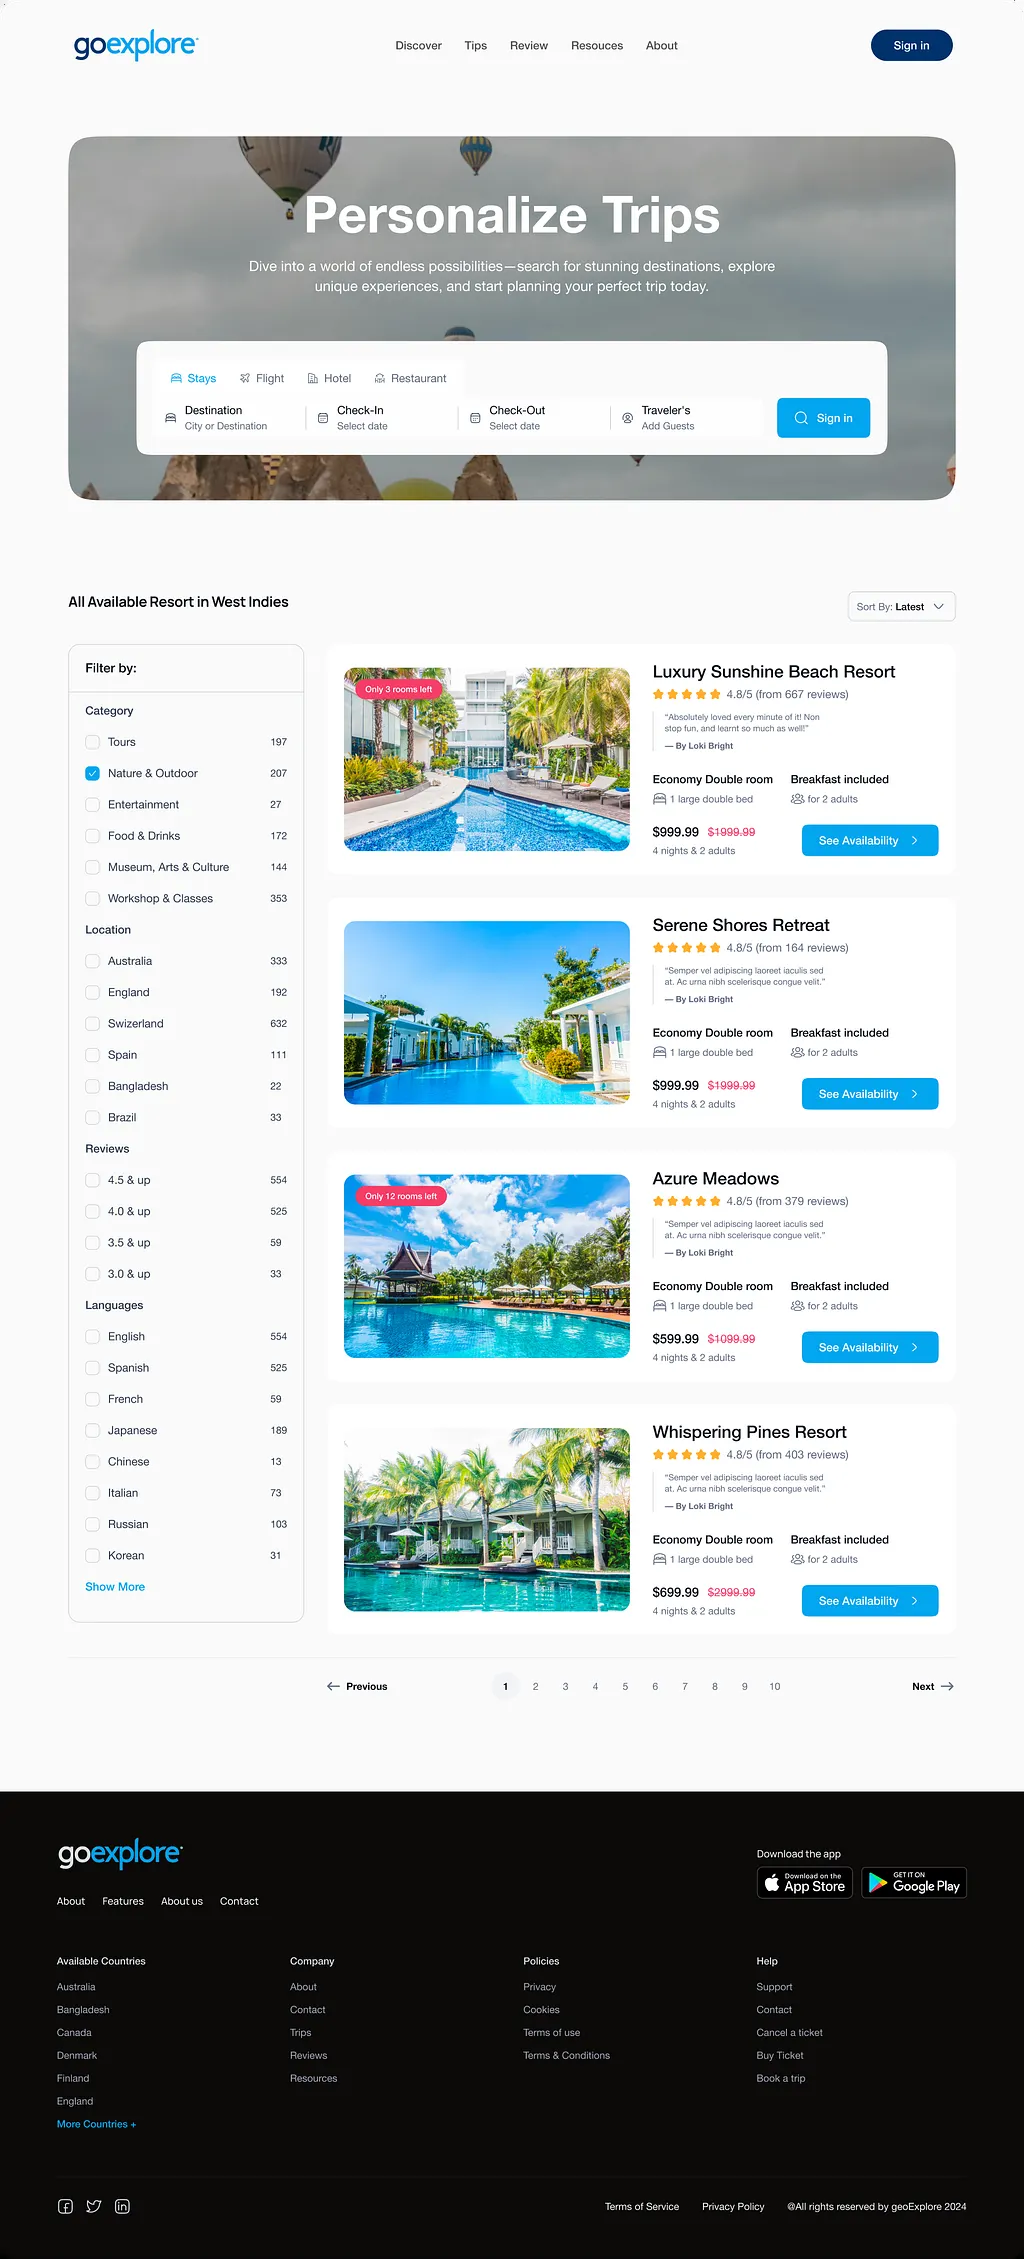 goexplore
Discover Tips Review Resouces About
Sign in
Personalize Trips
Dive into a world of endless possibilities—search for stunning destinations, explore
unique experiences, and start planning your perfect trip today.
Stays Flight Hotel Restaurant
Destination
City or Destination
Check-In
Select date
Check-Out
Select date
Traveler's
Add Guests
Sign in
All Available Resort in West Indies
Sort By: Latest
Filter by:
Category
Tours 197
Nature & Outdoor 207
Entertainment 27
Food & Drinks 172
Museum, Arts & Culture 144
Workshop & Classes 353
Location
Australia 333
England 192
Swizerland 632
Spain 111
Bangladesh 22
Brazil 33
Reviews
4.5 & up 554
4.0 & up 525
3.5 & up 59
3.0 & up 33
Languages
English 554
Spanish 525
French 59
Japanese 189
Chinese 13
Italian 73
Russian 103
Korean 31
Show More
Only 3 rooms left
Luxury Sunshine Beach Resort
4.8/5 (from 667 reviews)
“Absolutely loved every minute of it! Non
stop fun, and learnt so much as well!”
— By Loki Bright
Economy Double room Breakfast included
1 large double bed for 2 adults
$999.99 $1999.99
4 nights & 2 adults
See Availability
Serene Shores Retreat
4.8/5 (from 164 reviews)
“Semper vel adipiscing laoreet iaculis sed
at. Ac urna nibh scelerisque congue velit.”
— By Loki Bright
Economy Double room Breakfast included
1 large double bed for 2 adults
$999.99 $1999.99
4 nights & 2 adults
See Availability
Only 12 rooms left
Azure Meadows
4.8/5 (from 379 reviews)
“Semper vel adipiscing laoreet iaculis sed
at. Ac urna nibh scelerisque congue velit.”
— By Loki Bright
Economy Double room Breakfast included
1 large double bed for 2 adults
$599.99 $1099.99
4 nights & 2 adults
See Availability
Whispering Pines Resort
4.8/5 (from 403 reviews)
“Semper vel adipiscing laoreet iaculis sed
at. Ac urna nibh scelerisque congue velit.”
— By Loki Bright
Economy Double room Breakfast included
1 large double bed for 2 adults
$699.99 $2999.99
4 nights & 2 adults
See Availability
Previous 1 2 3 4 5 6 7 8 9 10 Next
goexplore
About Features About us Contact
Download the app
Download on the
App Store
GET IT ON
Google Play
Available Countries
Australia
Bangladesh
Canada
Denmark
Finland
England
More Countries +
Company
About
Contact
Trips
Reviews
Resources
Policies
Privacy
Cookies
Terms of use
Terms & Conditions
Help
Support
Contact
Cancel a ticket
Buy Ticket
Book a trip
Terms of Service Privacy Policy @All rights reserved by geoExplore 2024